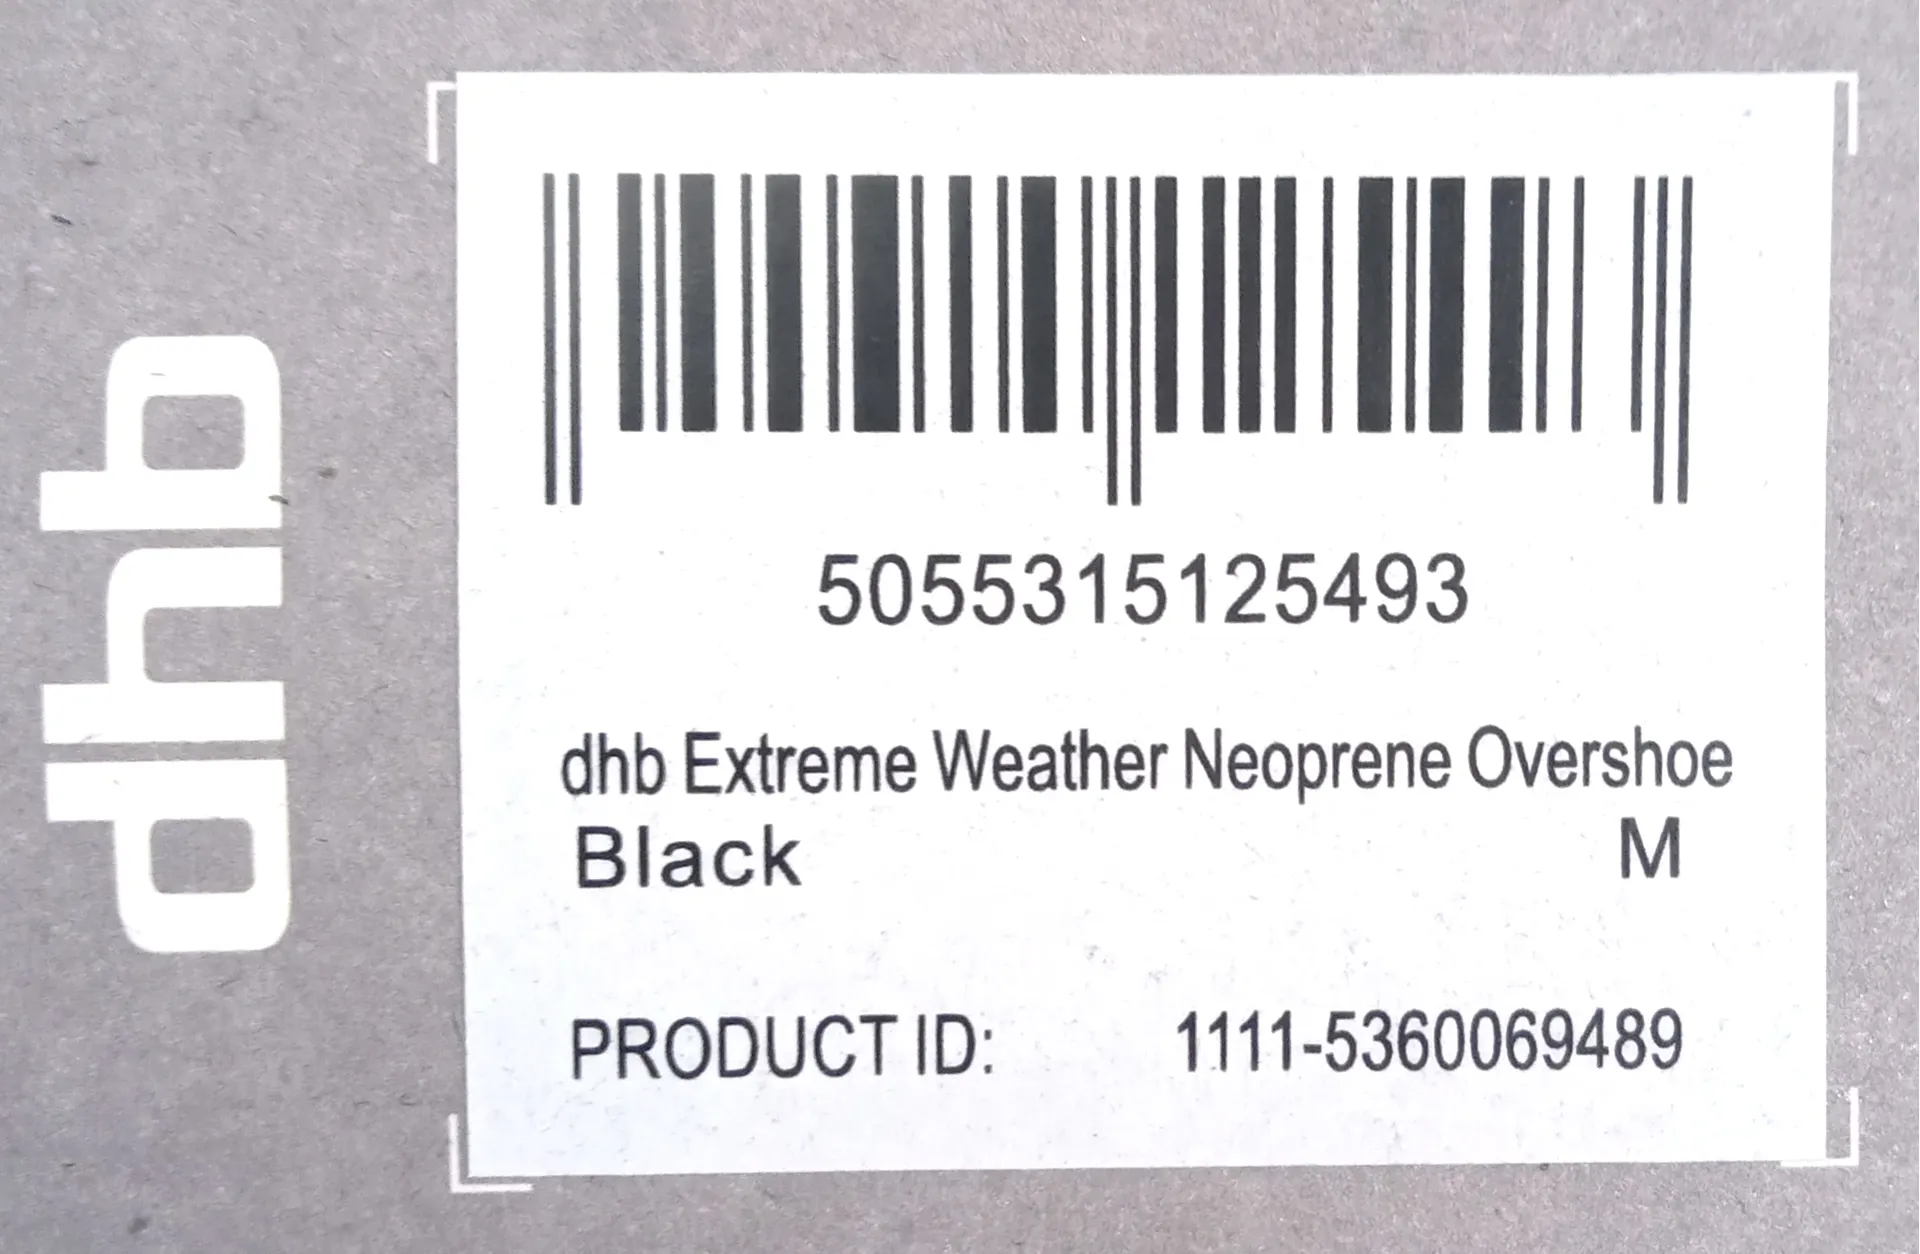 dhb
5055315125493
dhb Extreme Weather Neoprene Overshoe
Black M
PRODUCT ID: 1111-5360069489